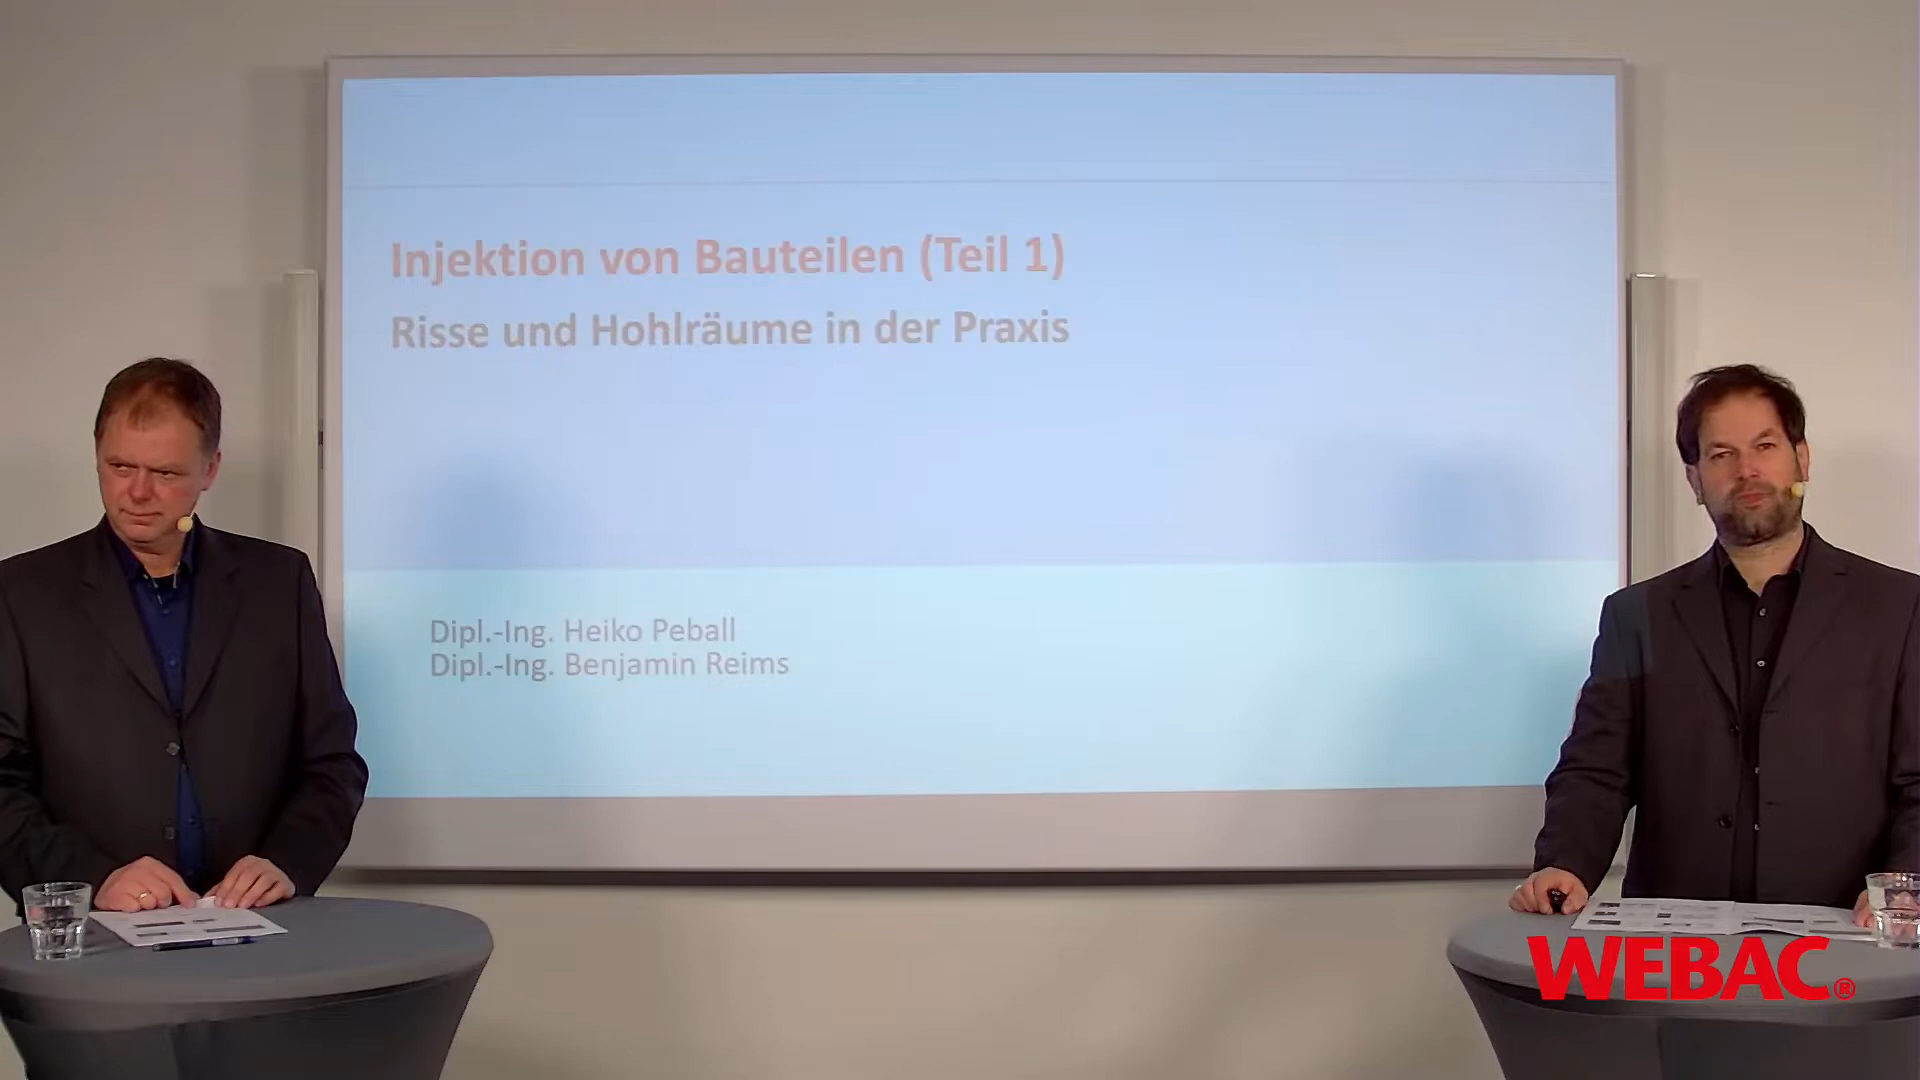 Injektion von Bauteilen (Teil 1)
Risse und Hohlräume in der Praxis
Dipl.-Ing. Heiko Peball
Dipl.-Ing. Benjamin Reims
WEBAC®